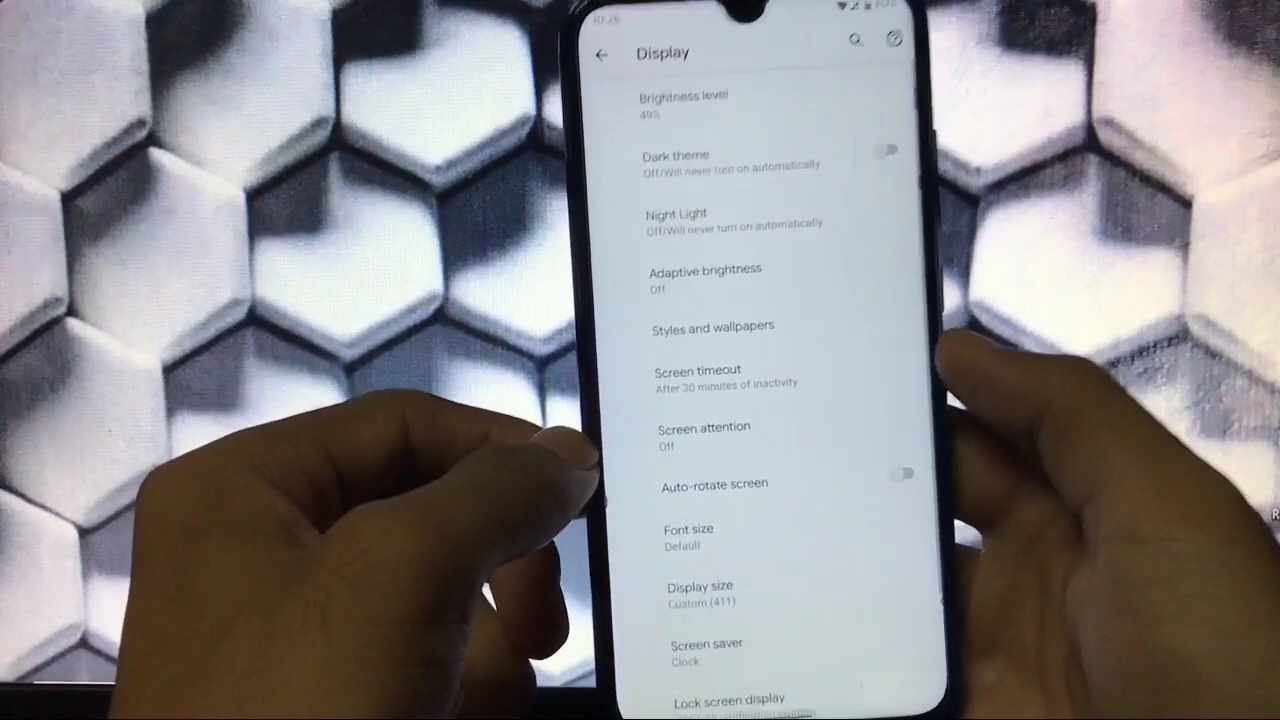 10:16
Display
Brightness level
49%
Dark theme
Off/Will never turn on automatically
Night Light
Off/Will never turn on automatically
Adaptive brightness
Off
Styles and wallpapers
Screen timeout
After 30 minutes of inactivity
Screen attention
Off
Auto-rotate screen
Font size
Default
Display size
Custom (411)
Screen saver
Clock
Lock screen display
R